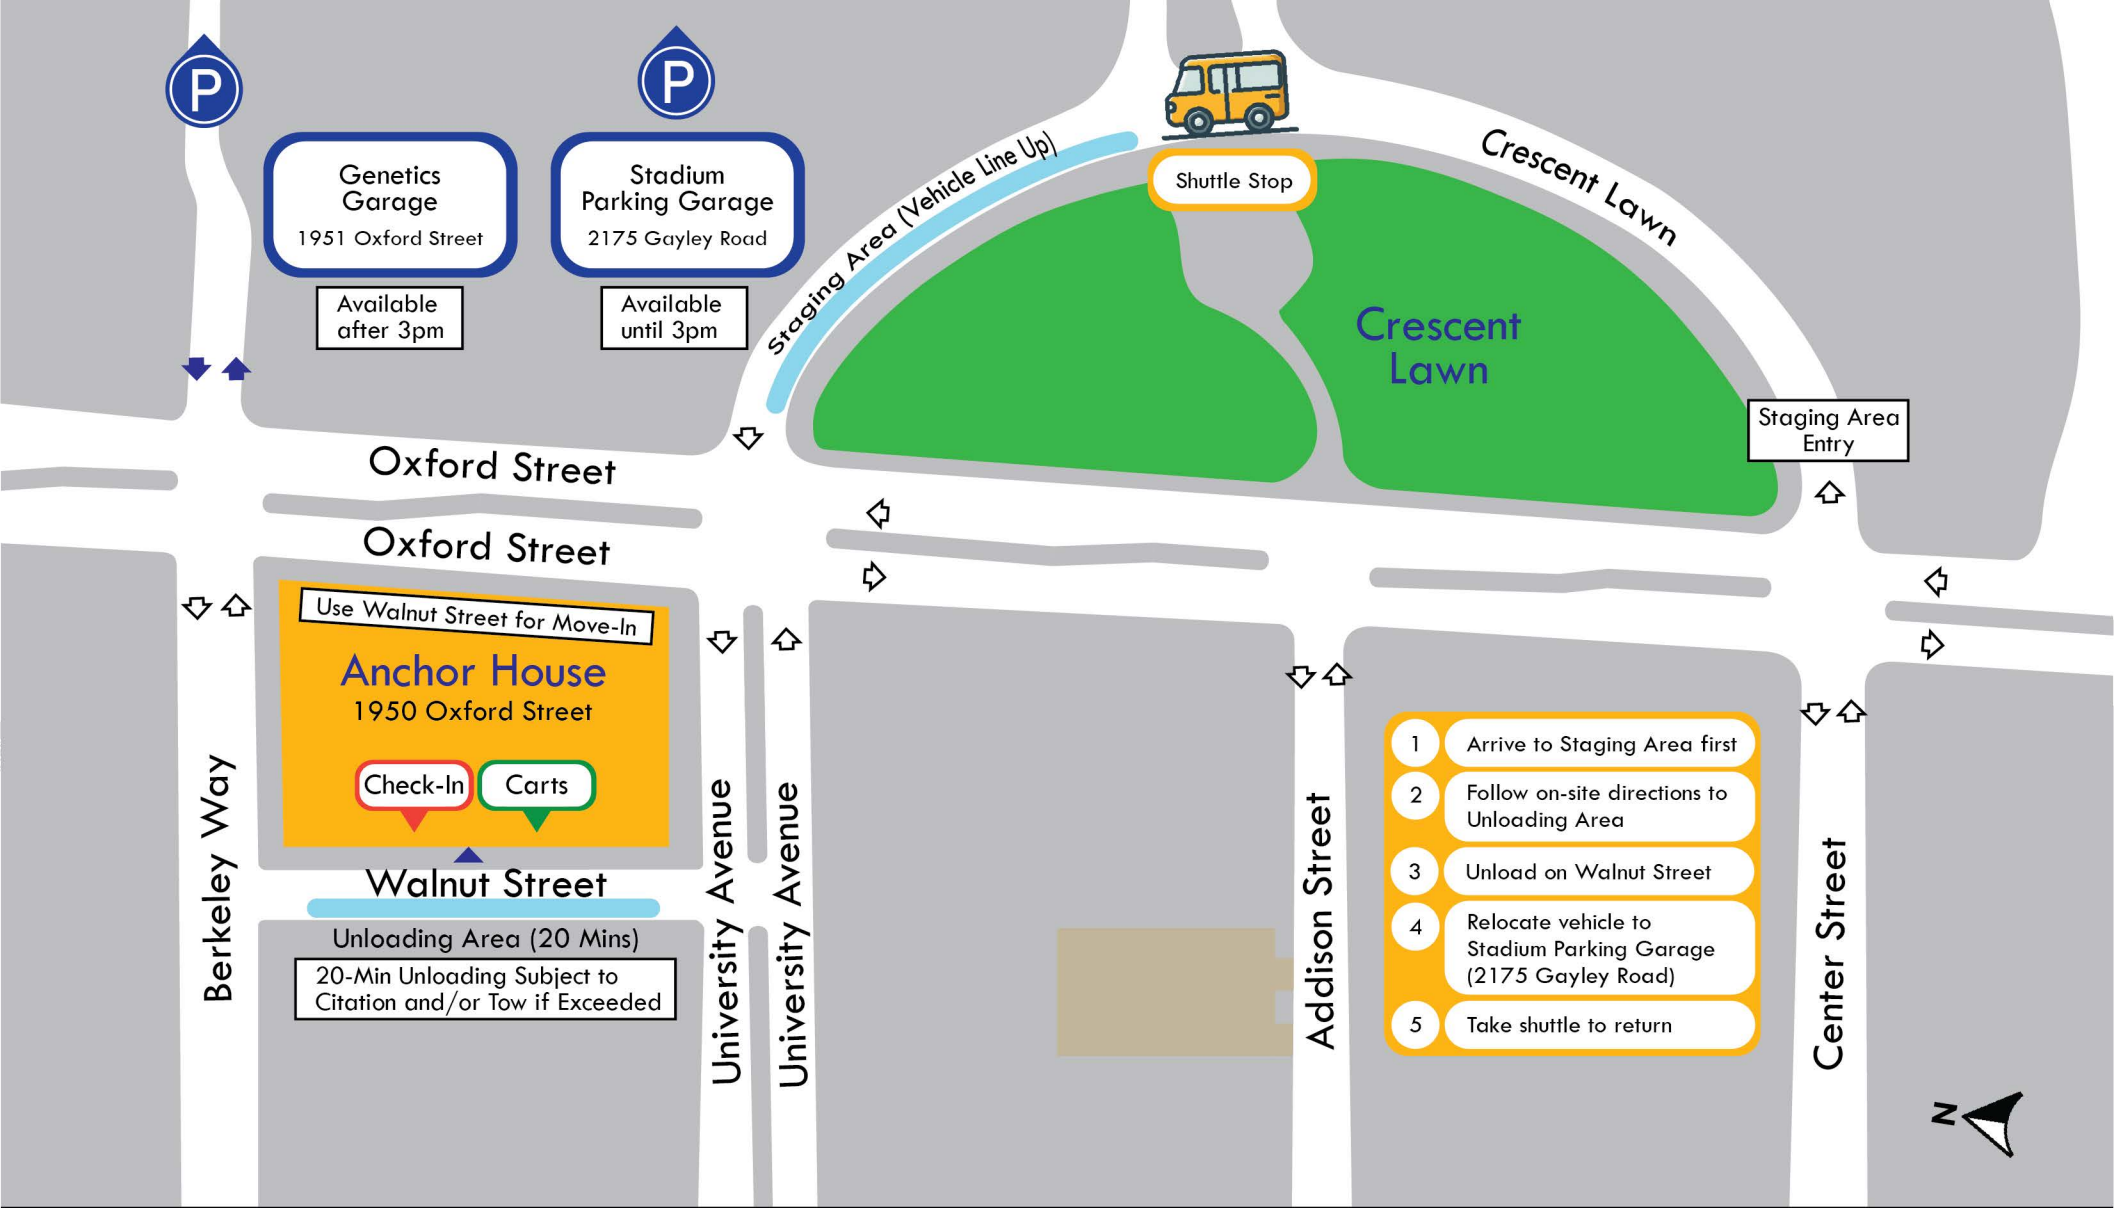 P
P
Genetics
Garage
1951 Oxford Street
Available
after 3pm
Stadium
Parking Garage
2175 Gayley Road
Available
until 3pm
Staging Area (Vehicle Line Up)
Shuttle Stop
Crescent Lawn
Crescent
Lawn
Staging Area
Entry
Oxford Street
Oxford Street
Use Walnut Street for Move-In
Anchor House
1950 Oxford Street
Check-In
Carts
Walnut Street
Unloading Area (20 Mins)
20-Min Unloading Subject to
Citation and/or Tow if Exceeded
Berkeley Way
University Avenue
University Avenue
Addison Street
1
Arrive to Staging Area first
2
Follow on-site directions to
Unloading Area
3
Unload on Walnut Street
4
Relocate vehicle to
Stadium Parking Garage
(2175 Gayley Road)
5
Take shuttle to return
Center Street
N